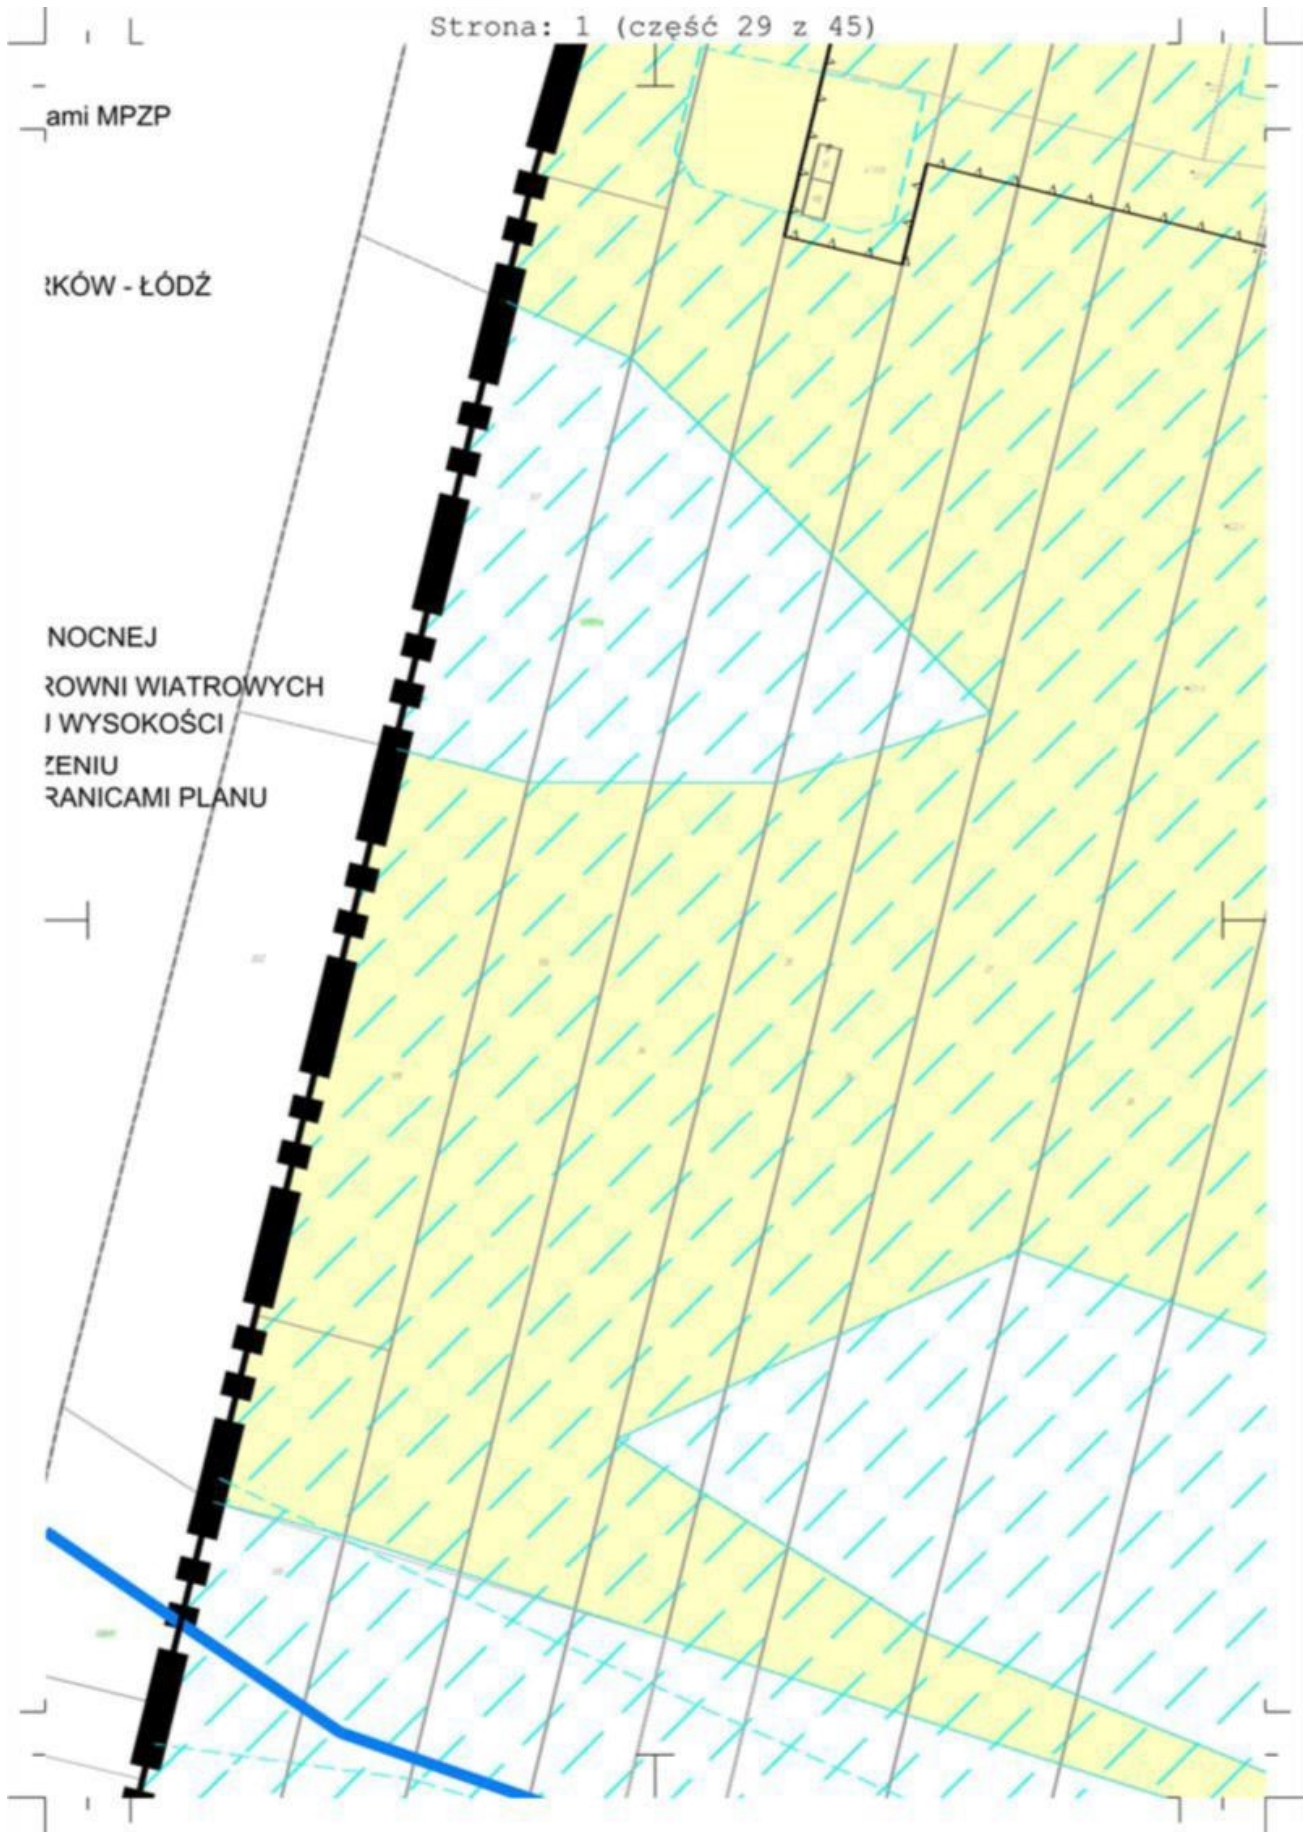 Strona: 1 (część 29 z 45)
ami MPZP
RKÓW - ŁÓDŹ
NOCNEJ
ROWNI WIATROWYCH
J WYSOKOŚCI
ZENIU
RANICAMI PLANU